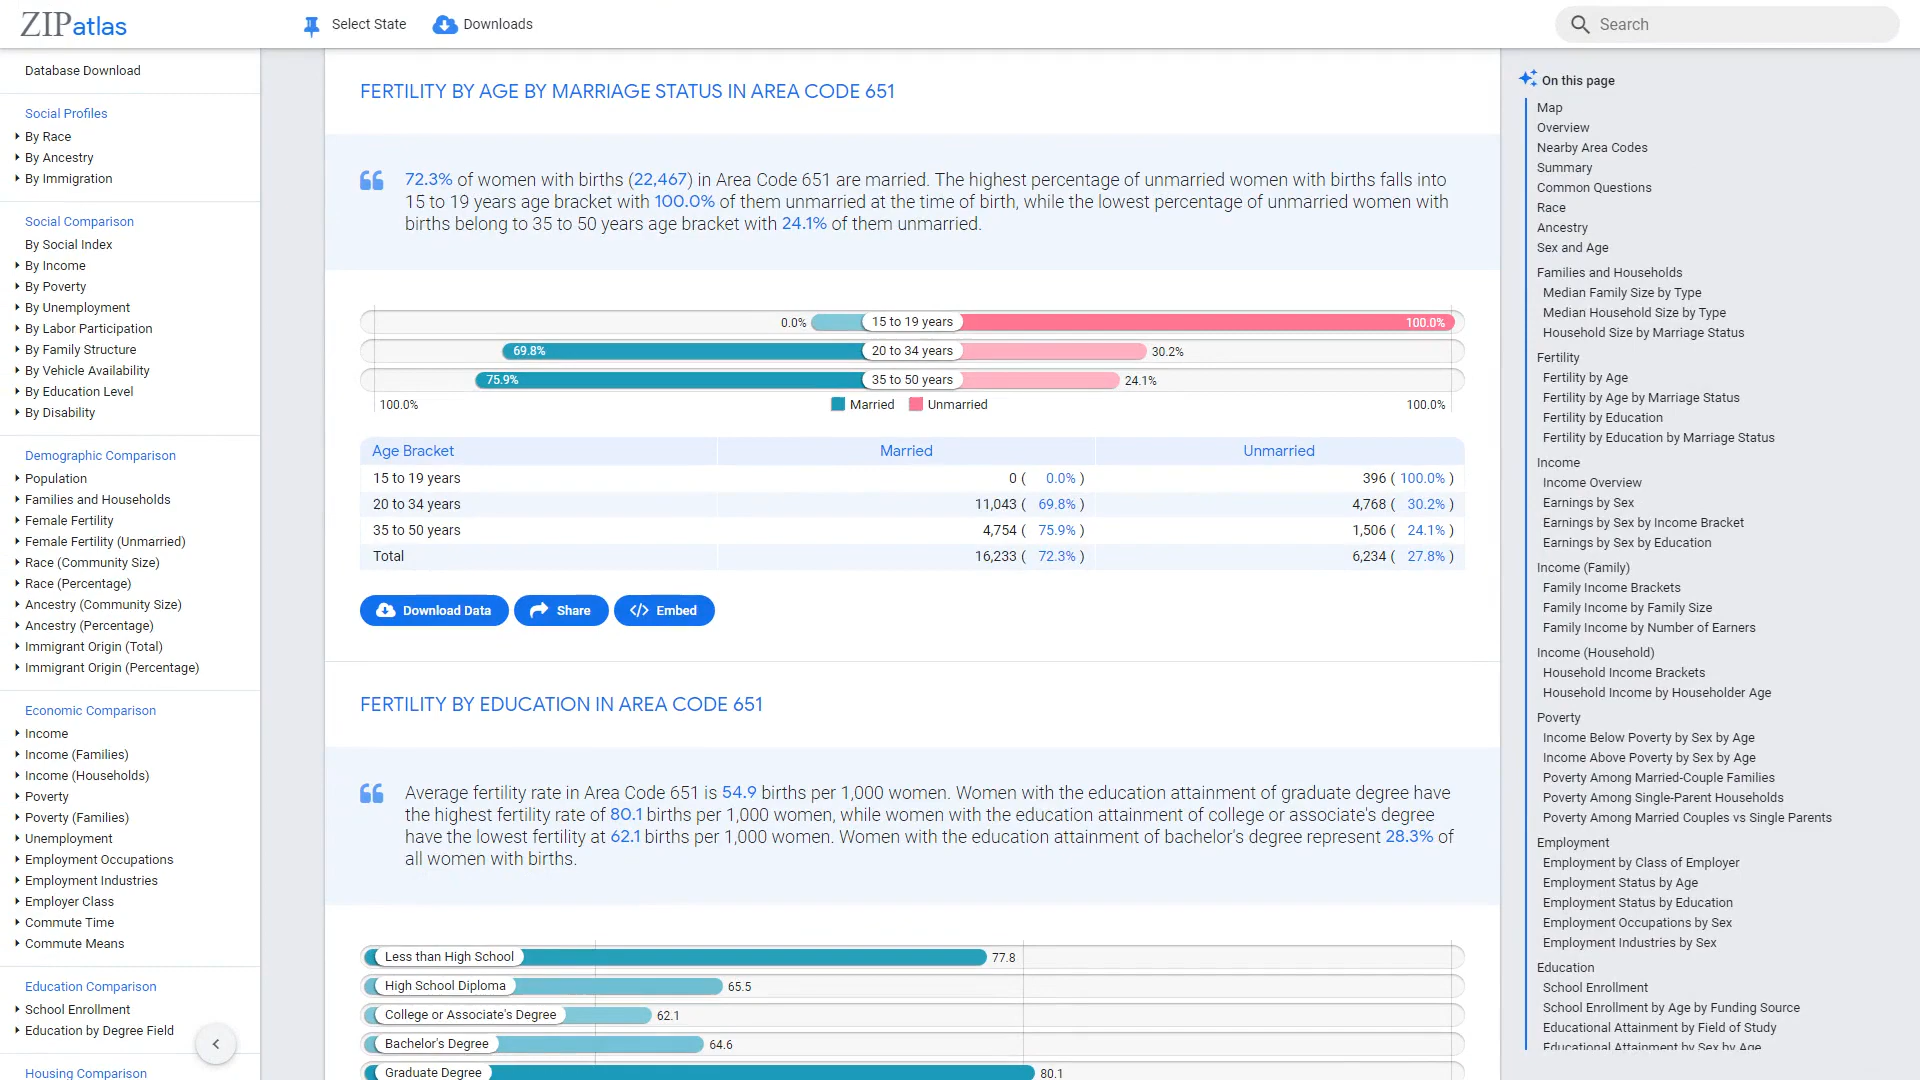 ZIPatlas
Select State
Downloads
Search
Database Download
Social Profiles
By Race
By Ancestry
By Immigration
Social Comparison
By Social Index
By Income
By Poverty
By Unemployment
By Labor Participation
By Family Structure
By Vehicle Availability
By Education Level
By Disability
Demographic Comparison
Population
Families and Households
Female Fertility
Female Fertility (Unmarried)
Race (Community Size)
Race (Percentage)
Ancestry (Community Size)
Ancestry (Percentage)
Immigrant Origin (Total)
Immigrant Origin (Percentage)
Economic Comparison
Income
Income (Families)
Income (Households)
Poverty
Poverty (Families)
Unemployment
Employment Occupations
Employment Industries
Employer Class
Commute Time
Commute Means
Education Comparison
School Enrollment
Education by Degree Field
Housing Comparison
FERTILITY BY AGE BY MARRIAGE STATUS IN AREA CODE 651
72.3% of women with births (22,467) in Area Code 651 are married. The highest percentage of unmarried women with births falls into
15 to 19 years age bracket with 100.0% of them unmarried at the time of birth, while the lowest percentage of unmarried women with
births belong to 35 to 50 years age bracket with 24.1% of them unmarried.
0.0% 15 to 19 years 100.0%
69.8% 20 to 34 years 30.2%
75.9% 35 to 50 years 24.1%
100.0% Married Unmarried 100.0%
Age Bracket Married Unmarried
15 to 19 years 0 ( 0.0% ) 396 ( 100.0% )
20 to 34 years 11,043 ( 69.8% ) 4,768 ( 30.2% )
35 to 50 years 4,754 ( 75.9% ) 1,506 ( 24.1% )
Total 16,233 ( 72.3% ) 6,234 ( 27.8% )
Download Data
Share
Embed
FERTILITY BY EDUCATION IN AREA CODE 651
Average fertility rate in Area Code 651 is 54.9 births per 1,000 women. Women with the education attainment of graduate degree have
the highest fertility rate of 80.1 births per 1,000 women, while women with the education attainment of college or associate's degree
have the lowest fertility at 62.1 births per 1,000 women. Women with the education attainment of bachelor's degree represent 28.3% of
all women with births.
Less than High School 77.8
High School Diploma 65.5
College or Associate's Degree 62.1
Bachelor's Degree 64.6
Graduate Degree 80.1
On this page
Map
Overview
Nearby Area Codes
Summary
Common Questions
Race
Ancestry
Sex and Age
Families and Households
Median Family Size by Type
Median Household Size by Type
Household Size by Marriage Status
Fertility
Fertility by Age
Fertility by Age by Marriage Status
Fertility by Education
Fertility by Education by Marriage Status
Income
Income Overview
Earnings by Sex
Earnings by Sex by Income Bracket
Earnings by Sex by Education
Income (Family)
Family Income Brackets
Family Income by Family Size
Family Income by Number of Earners
Income (Household)
Household Income Brackets
Household Income by Householder Age
Poverty
Income Below Poverty by Sex by Age
Income Above Poverty by Sex by Age
Poverty Among Married-Couple Families
Poverty Among Single-Parent Households
Poverty Among Married Couples vs Single Parents
Employment
Employment by Class of Employer
Employment Status by Age
Employment Status by Education
Employment Occupations by Sex
Employment Industries by Sex
Education
School Enrollment
School Enrollment by Age by Funding Source
Educational Attainment by Field of Study
Educational Attainment by Sex by Age